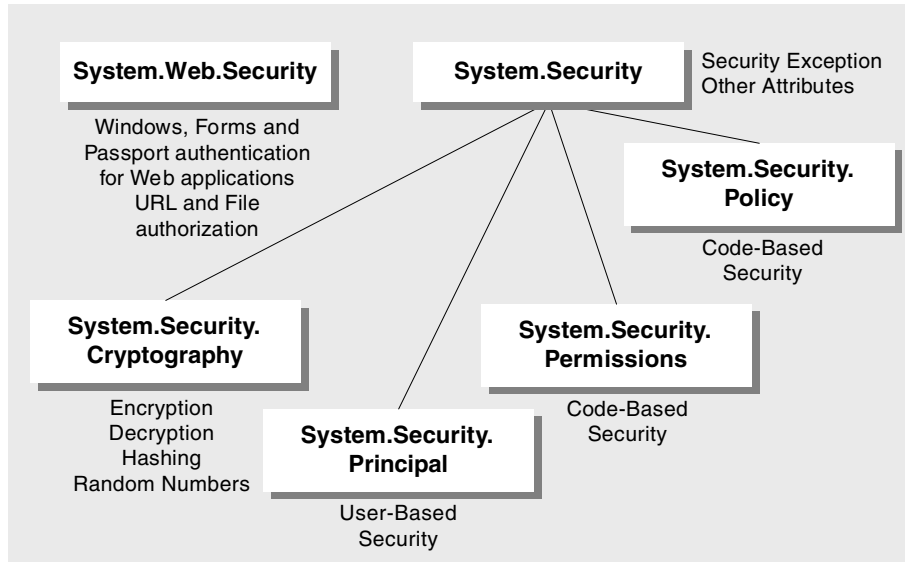 System.Web.Security
Windows, Forms and
Passport authentication
for Web applications
URL and File
authorization
System.Security
Security Exception
Other Attributes
System.Security.
Policy
Code-Based
Security
System.Security.
Cryptography
Encryption
Decryption
Hashing
Random Numbers
System.Security.
Principal
User-Based
Security
System.Security.
Permissions
Code-Based
Security